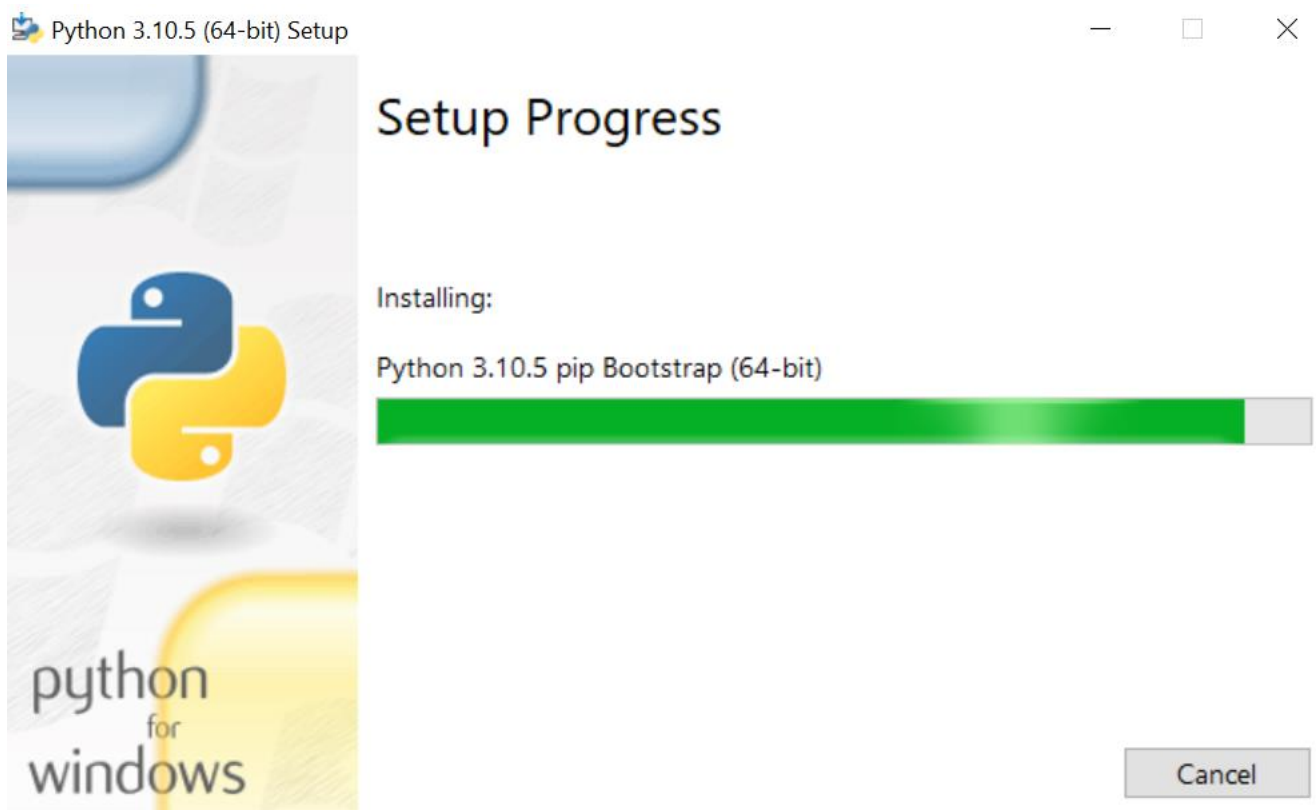 Python 3.10.5 (64-bit) Setup
Setup Progress
Installing:
Python 3.10.5 pip Bootstrap (64-bit)
python
for
windows
Cancel